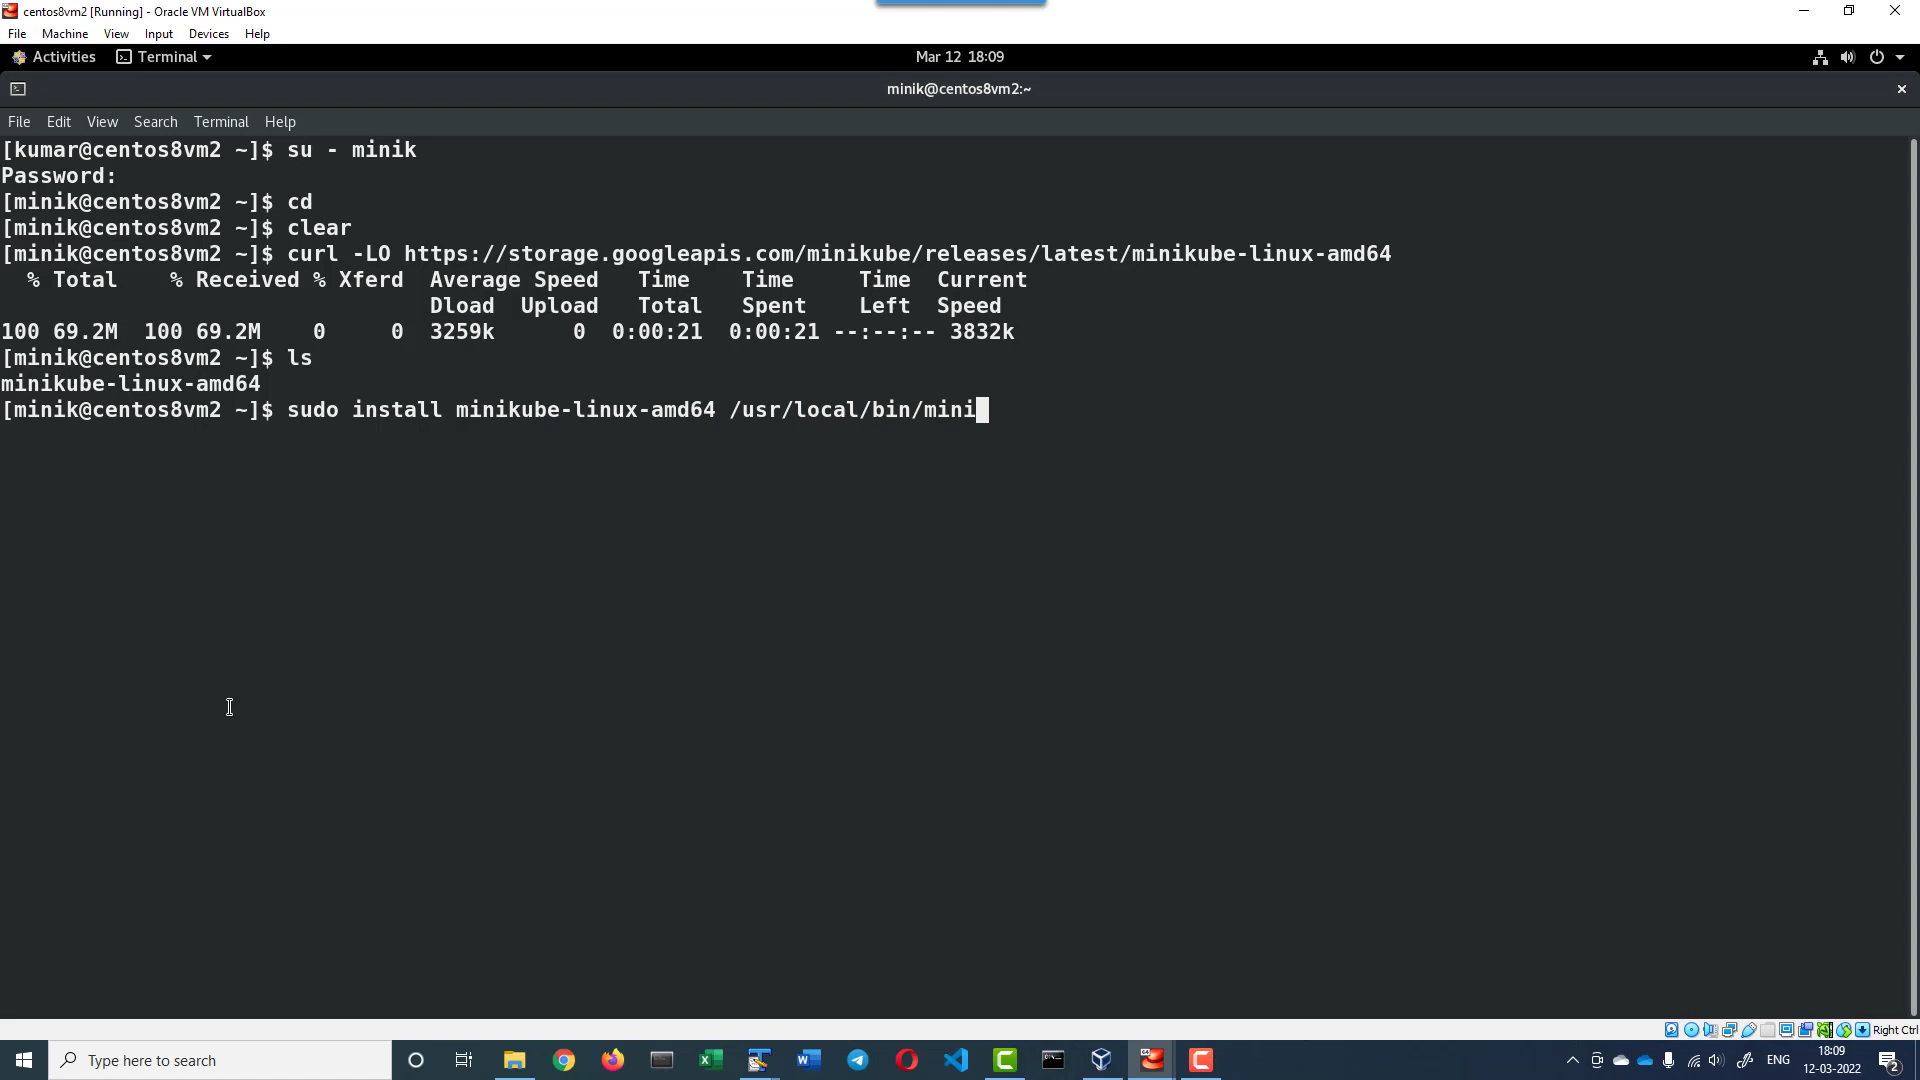 centos8vm2 [Running] - Oracle VM VirtualBox
File Machine View Input Devices Help
Activities Terminal Mar 12 18:09
minik@centos8vm2:~
File Edit View Search Terminal Help
[kumar@centos8vm2 ~]$ su - minik
Password:
[minik@centos8vm2 ~]$ cd
[minik@centos8vm2 ~]$ clear
[minik@centos8vm2 ~]$ curl -LO https://storage.googleapis.com/minikube/releases/latest/minikube-linux-amd64
% Total % Received % Xferd Average Speed Time Time Time Current
Dload Upload Total Spent Left Speed
100 69.2M 100 69.2M 0 0 3259k 0 0:00:21 0:00:21 --:--:-- 3832k
[minik@centos8vm2 ~]$ ls
minikube-linux-amd64
[minik@centos8vm2 ~]$ sudo install minikube-linux-amd64 /usr/local/bin/mini
Right Ctrl
Type here to search
ENG
18:09
12-03-2022
2